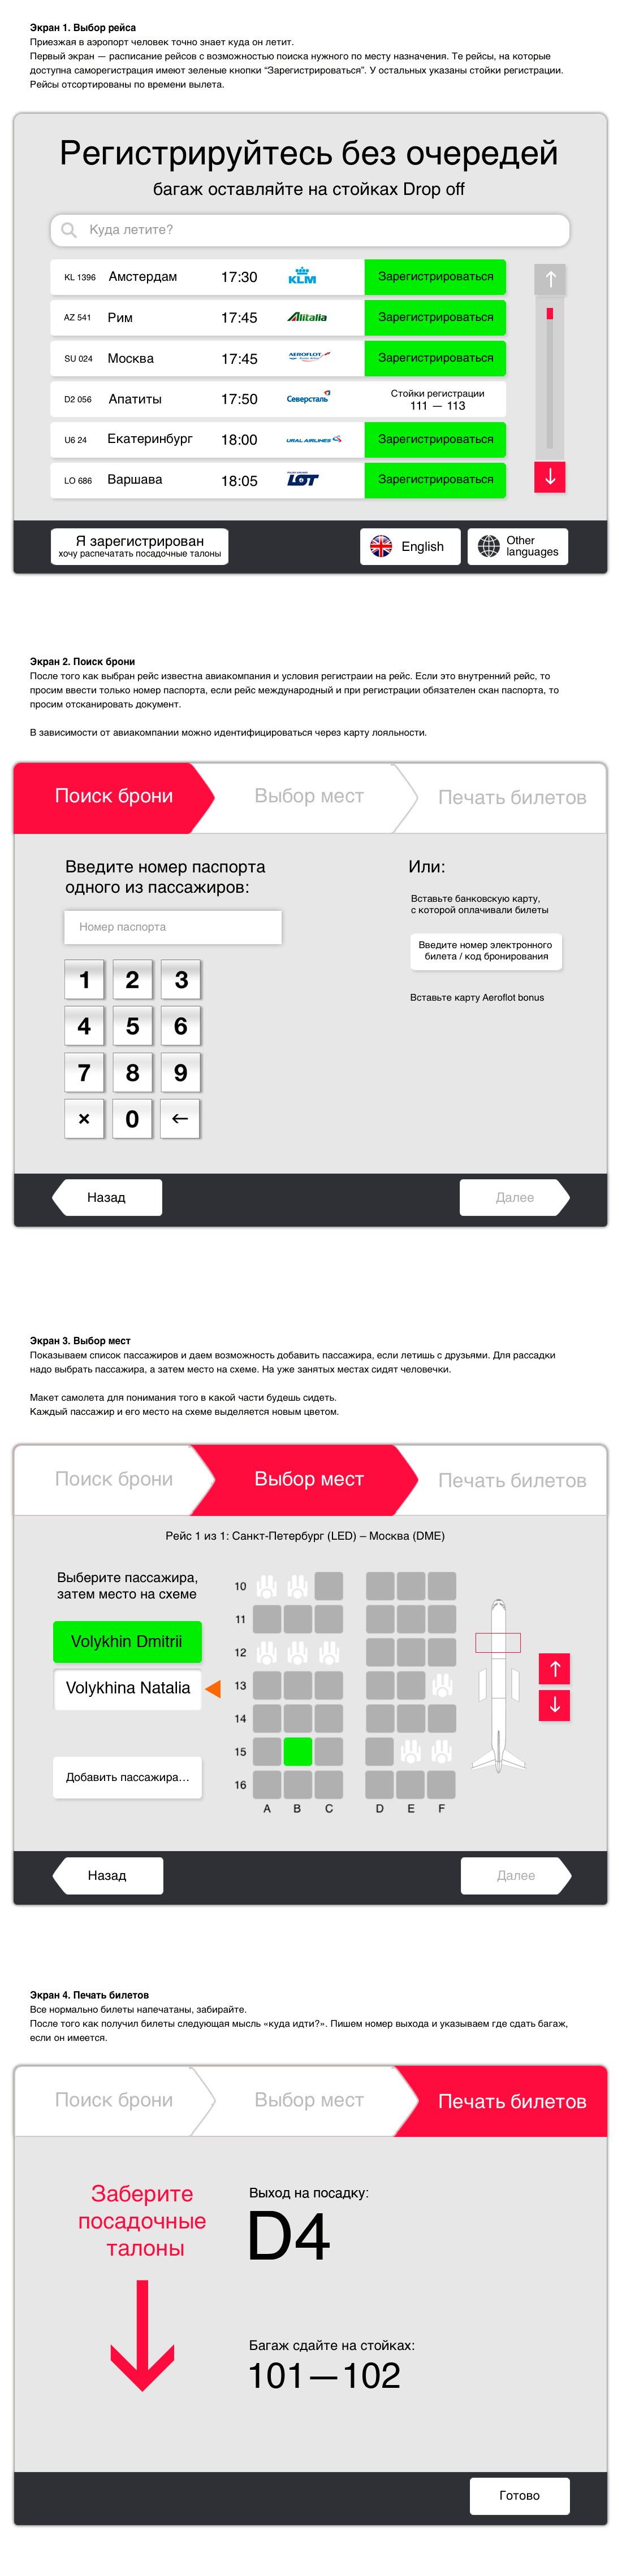 Экран 1. Выбор рейса
Приезжая в аэропорт человек точно знает куда он летит.
Первый экран — расписание рейсов с возможностью поиска нужного по месту назначения. Те рейсы, на которые
доступна саморегистрация имеют зеленые кнопки “Зарегистрироваться”. У остальных указаны стойки регистрации.
Рейсы отсортированы по времени вылета.
Регистрируйтесь без очередей
багаж оставляйте на стойках Drop off
Куда летите?
KL 1396 Амстердам 17:30 KLM Зарегистрироваться
AZ 541 Рим 17:45 Alitalia Зарегистрироваться
SU 024 Москва 17:45 AEROFLOT Зарегистрироваться
D2 056 Апатиты 17:50 Северсталь Стойки регистрации
111 — 113
U6 24 Екатеринбург 18:00 URAL AIRLINES Зарегистрироваться
LO 686 Варшава 18:05 LOT Зарегистрироваться
Я зарегистрирован
хочу распечатать посадочные талоны
English
Other
languages
Экран 2. Поиск брони
После того как выбран рейс известна авиакомпания и условия регистраии на рейс. Если это внутренний рейс, то
просим ввести только номер паспорта, если рейс международный и при регистрации обязателен скан паспорта, то
просим отсканировать документ.
В зависимости от авиакомпании можно идентифицироваться через карту лояльности.
Поиск брони Выбор мест Печать билетов
Введите номер паспорта
одного из пассажиров:
Номер паспорта
1 2 3
4 5 6
7 8 9
× 0 ←
Или:
Вставьте банковскую карту,
с которой оплачивали билеты
Введите номер электронного
билета / код бронирования
Вставьте карту Aeroflot bonus
Назад Далее
Экран 3. Выбор мест
Показываем список пассажиров и даем возможность добавить пассажира, если летишь с друзьями. Для рассадки
надо выбрать пассажира, а затем место на схеме. На уже занятых местах сидят человечки.
Макет самолета для понимания того в какой части будешь сидеть.
Каждый пассажир и его место на схеме выделяется новым цветом.
Поиск брони Выбор мест Печать билетов
Рейс 1 из 1: Санкт-Петербург (LED) – Москва (DME)
Выберите пассажира,
затем место на схеме
Volykhin Dmitrii
Volykhina Natalia
Добавить пассажира...
10
11
12
13
14
15
16
A B C D E F
Назад Далее
Экран 4. Печать билетов
Все нормально билеты напечатаны, забирайте.
После того как получил билеты следующая мысль «куда идти?». Пишем номер выхода и указываем где сдать багаж,
если он имеется.
Поиск брони Выбор мест Печать билетов
Заберите
посадочные
талоны
Выход на посадку:
D4
Багаж сдайте на стойках:
101—102
Готово